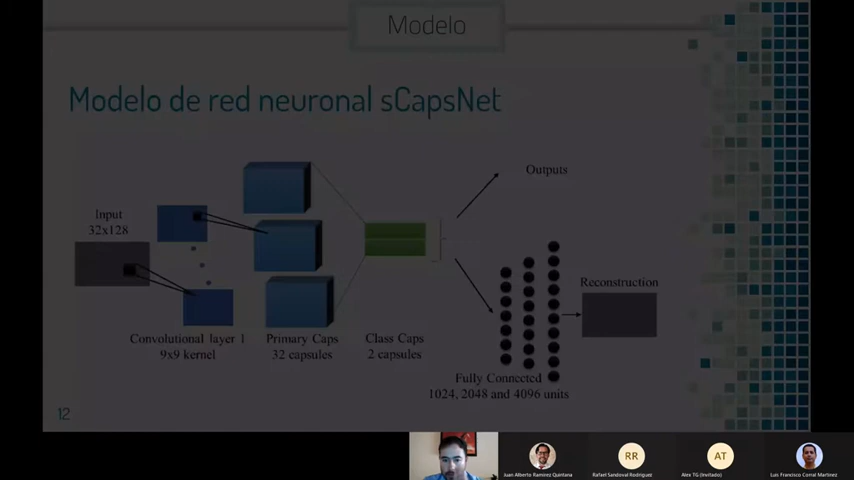 Modelo
Modelo de red neuronal sCapsNet
Outputs
Input
32x128
Reconstruction
Convolutional layer 1
9x9 kernel
Primary Caps
32 capsules
Class Caps
2 capsules
Fully Connected
1024, 2048 and 4096 units
12
RR
AT
Juan Alberto Ramirez Quintana
Rafael Sandoval Rodriguez
Alex TG (Invitado)
Luis Francisco Corral Martinez